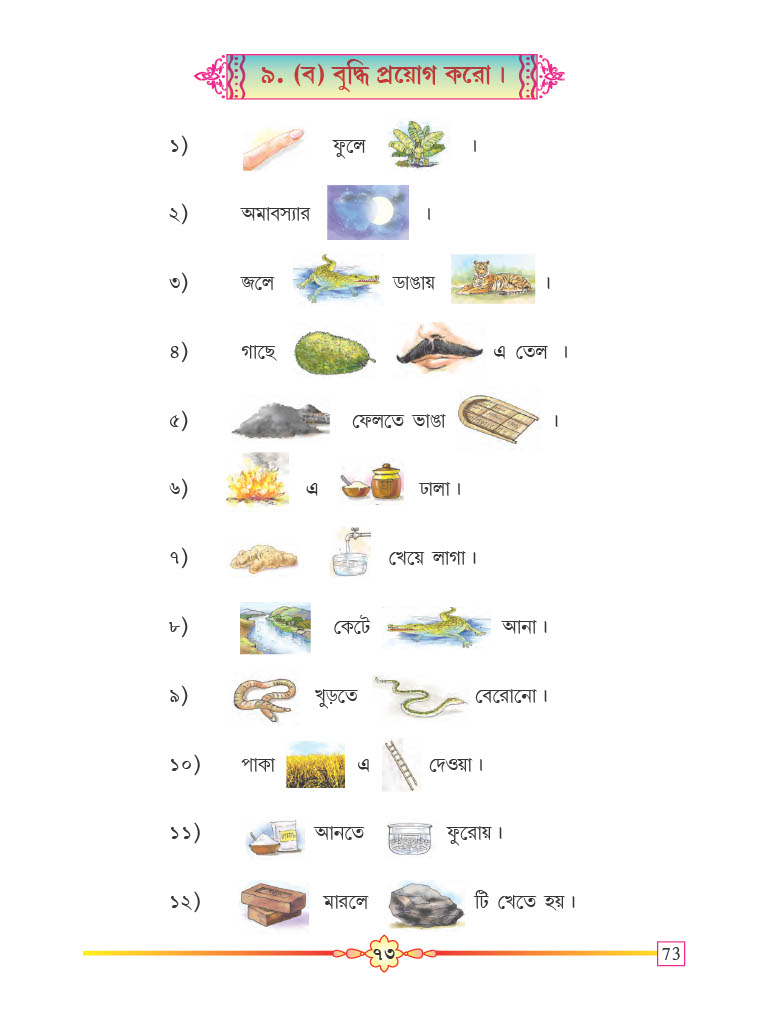 ৯. (ব) বুদ্ধি প্রয়োগ করো।
১) ফুলে ।
২) অমাবস্যার ।
৩) জলে ডাঙায় ।
৪) গাছে এ তেল ।
৫) ফেলতে ভাঙা ।
৬) এ ঢালা।
৭) খেয়ে লাগা।
৮) কেটে আনা।
৯) খুড়তে বেরোনো।
১০) পাকা এ দেওয়া।
১১) আনতে ফুরোয়।
১২) মারলে টি খেতে হয়।
৭৩ 73